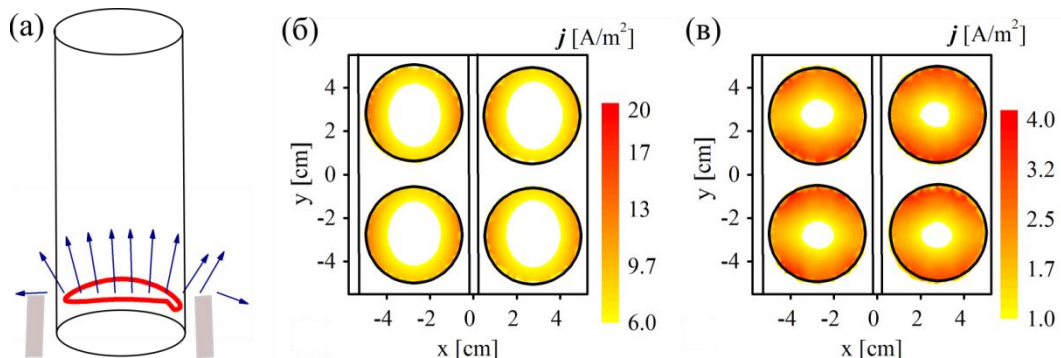 (а)
(б)
j [A/m²]
20
17
13
9.7
6.0
4
2
0
-2
-4
y [cm]
-4 -2 0 2 4
x [cm]
(в)
j [A/m²]
4.0
3.2
2.5
1.7
1.0
4
2
0
-2
-4
y [cm]
-4 -2 0 2 4
x [cm]